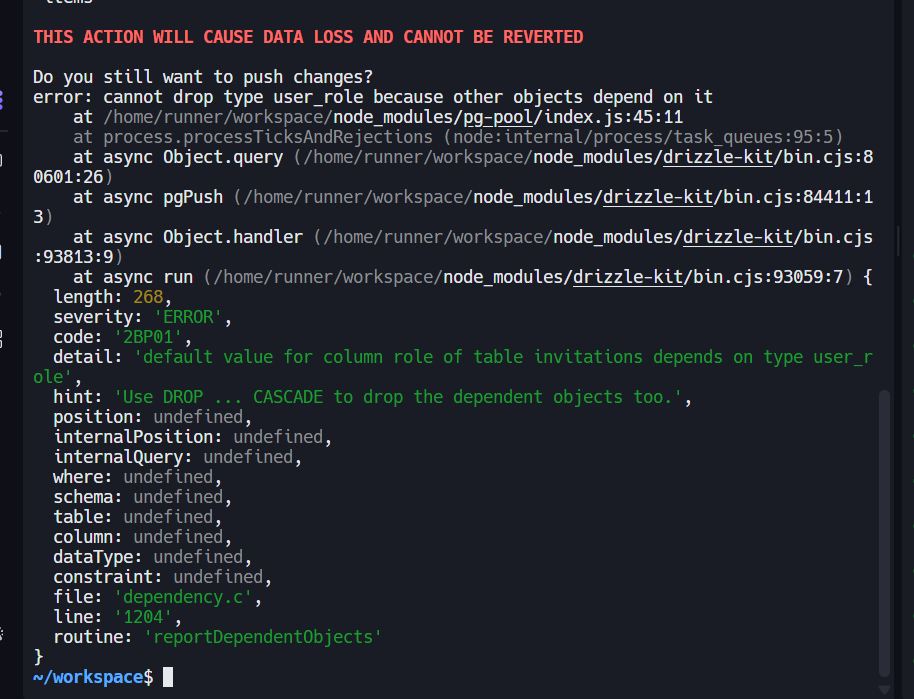 items
THIS ACTION WILL CAUSE DATA LOSS AND CANNOT BE REVERTED
Do you still want to push changes?
error: cannot drop type user_role because other objects depend on it
    at /home/runner/workspace/node_modules/pg-pool/index.js:45:11
    at process.processTicksAndRejections (node:internal/process/task_queues:95:5)
    at async Object.query (/home/runner/workspace/node_modules/drizzle-kit/bin.cjs:8
0601:26)
    at async pgPush (/home/runner/workspace/node_modules/drizzle-kit/bin.cjs:84411:1
3)
    at async Object.handler (/home/runner/workspace/node_modules/drizzle-kit/bin.cjs
:93813:9)
    at async run (/home/runner/workspace/node_modules/drizzle-kit/bin.cjs:93059:7) {
  length: 268,
  severity: 'ERROR',
  code: '2BP01',
  detail: 'default value for column role of table invitations depends on type user_r
ole',
  hint: 'Use DROP ... CASCADE to drop the dependent objects too.',
  position: undefined,
  internalPosition: undefined,
  internalQuery: undefined,
  where: undefined,
  schema: undefined,
  table: undefined,
  column: undefined,
  dataType: undefined,
  constraint: undefined,
  file: 'dependency.c',
  line: '1204',
  routine: 'reportDependentObjects'
}
~/workspace$